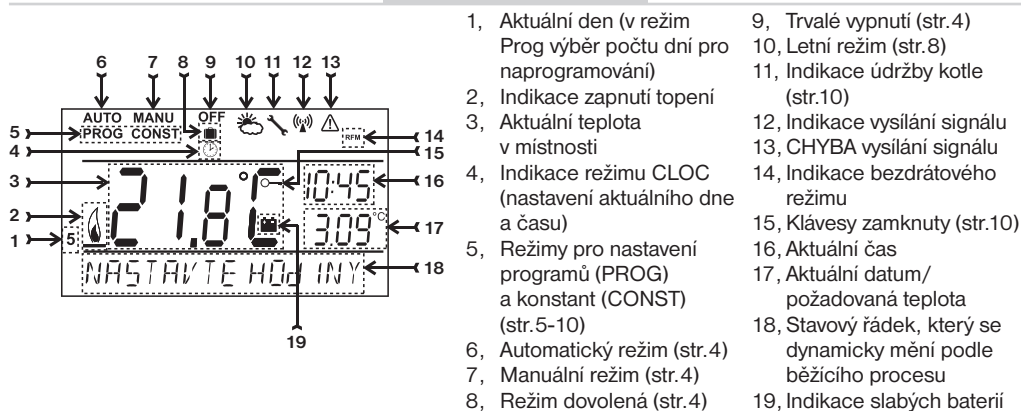 6 7 8 9 10 11 12 13
AUTO MANU OFF
PROG CONST
RFM
5
4
3
2
1
14
15
16
17
18
19
21.8°C
10:45
3.09 °C
5
NASTAVTE HODINY
1, Aktuální den (v režim
Prog výběr počtu dní pro
naprogramování)
2, Indikace zapnutí topení
3, Aktuální teplota
v místnosti
4, Indikace režimu CLOC
(nastavení aktuálního dne
a času)
5, Režimy pro nastavení
programů (PROG)
a konstant (CONST)
(str.5-10)
6, Automatický režim (str.4)
7, Manuální režim (str.4)
8, Režim dovolená (str.4)
9, Trvalé vypnutí (str.4)
10, Letní režim (str.8)
11, Indikace údržby kotle
(str.10)
12, Indikace vysílání signálu
13, CHYBA vysílání signálu
14, Indikace bezdrátového
režimu
15, Klávesy zamknuty (str.10)
16, Aktuální čas
17, Aktuální datum/
požadovaná teplota
18, Stavový řádek, který se
dynamicky mění podle
běžícího procesu
19, Indikace slabých baterií